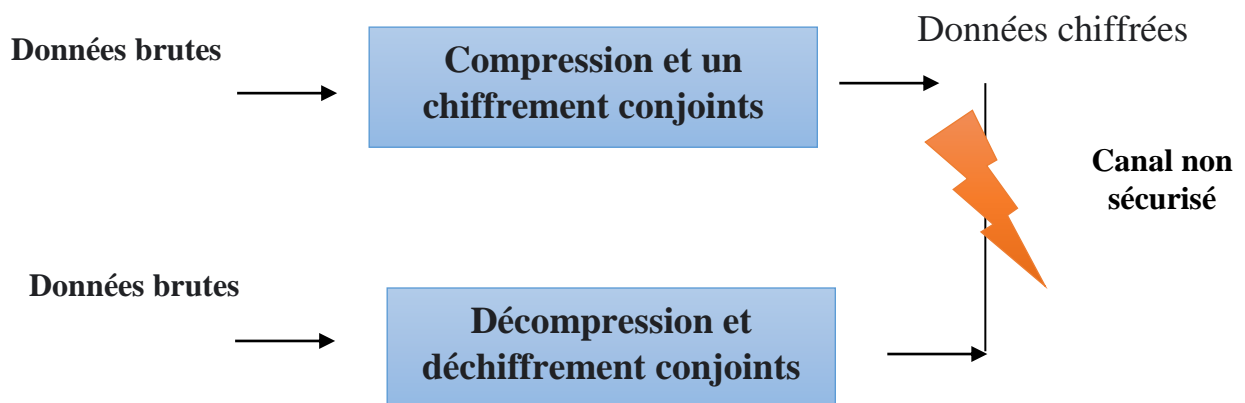 Données brutes
Compression et un
chiffrement conjoints
Données chiffrées
Canal non
sécurisé
Données brutes
Décompression et
déchiffrement conjoints